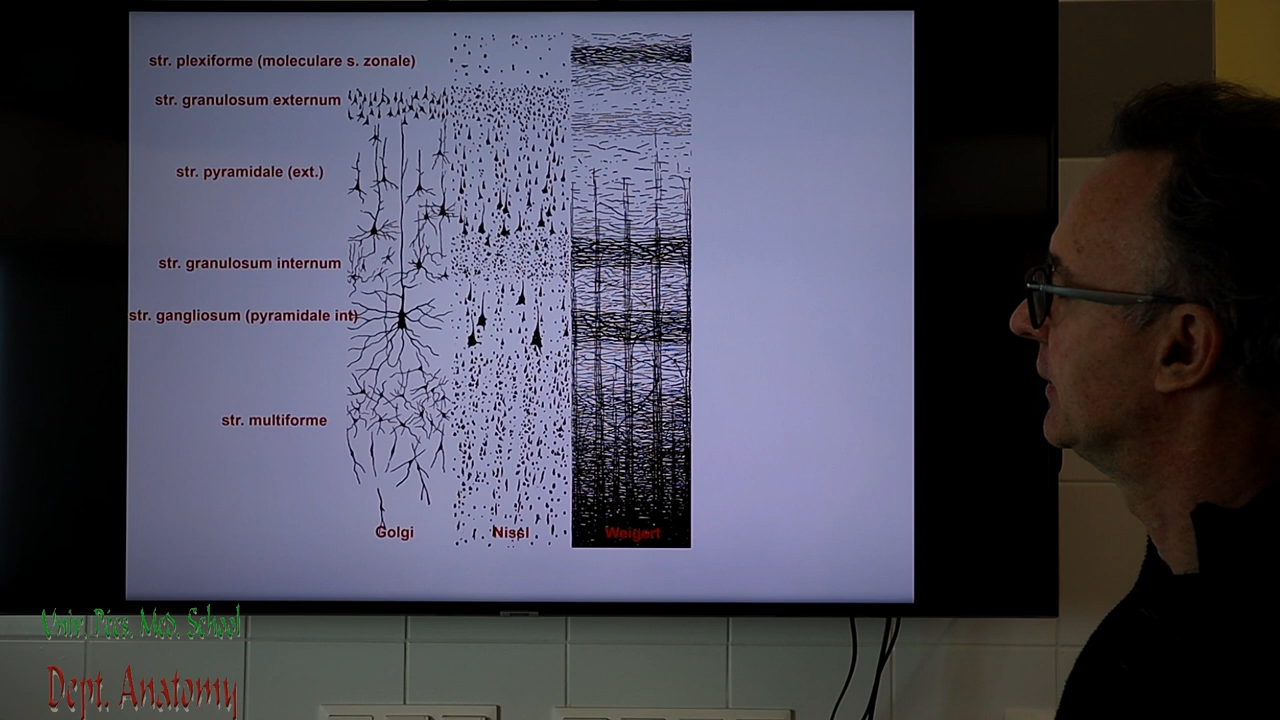 str. plexiforme (moleculare s. zonale)
str. granulosum externum
str. pyramidale (ext.)
str. granulosum internum
str. gangliosum (pyramidale int)
str. multiforme
Golgi Nissl Weigert
Univ. Pécs. Med. School
Dept. Anatomy